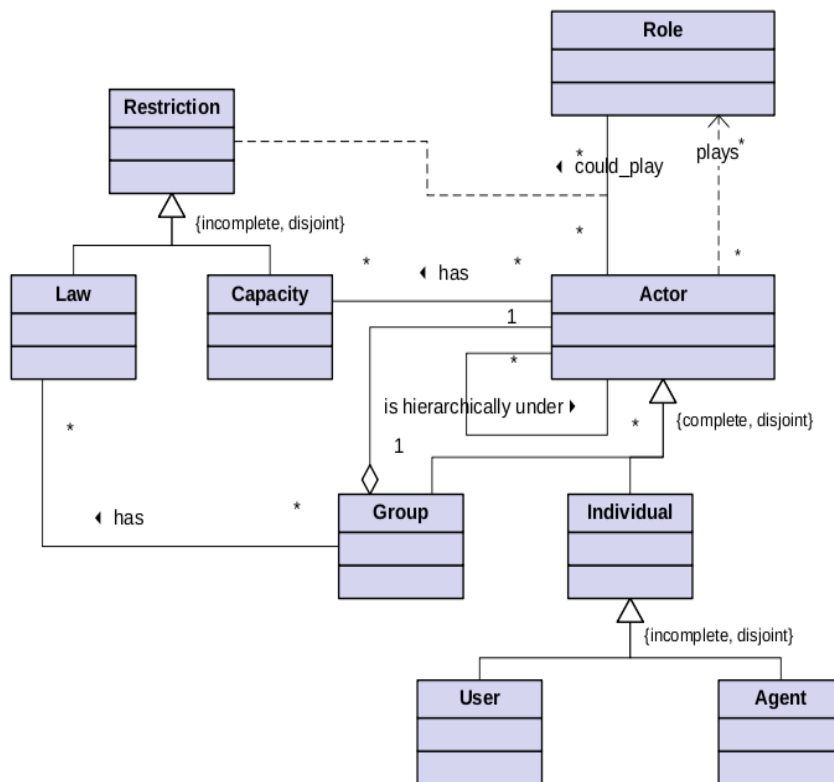 Role
Restriction
plays*
*
◄ could_play
{incomplete, disjoint}
*
*
* ◄ has *
Law
Capacity
Actor
1
*
is hierarchically under ►
* {complete, disjoint}
*
1
◄ has *
Group
Individual
{incomplete, disjoint}
User
Agent